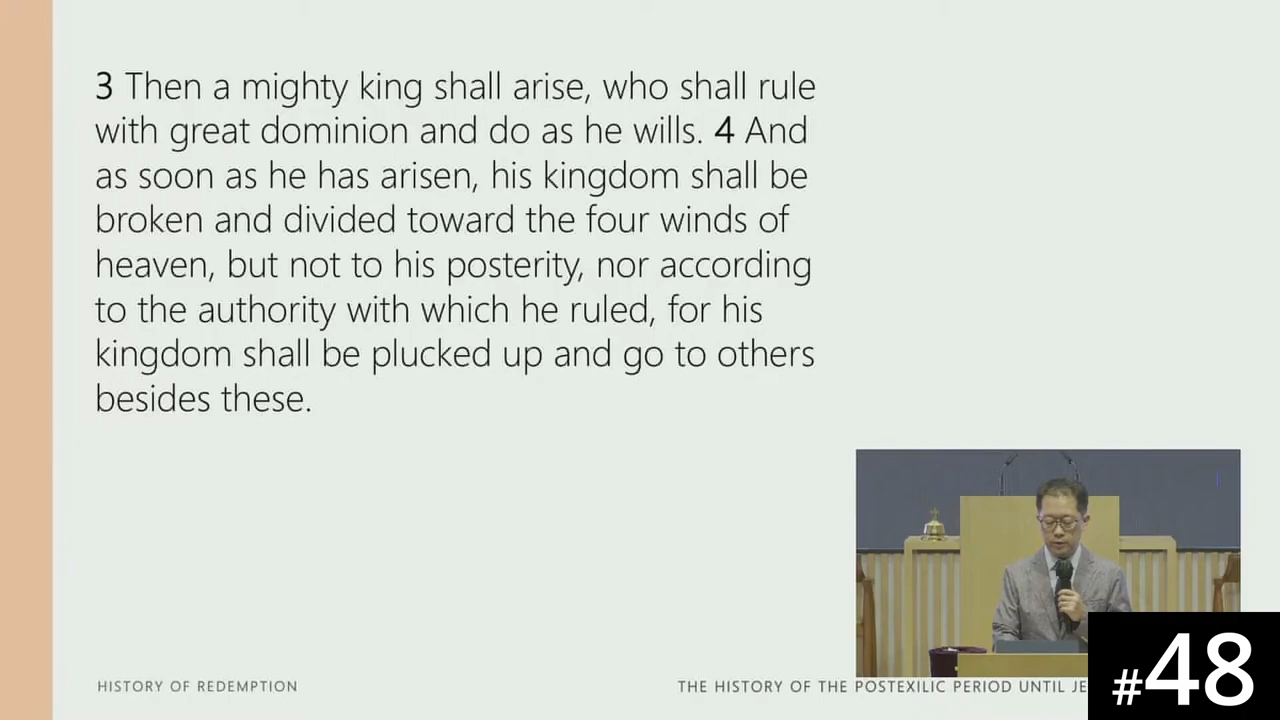 3 Then a mighty king shall arise, who shall rule
with great dominion and do as he wills. 4 And
as soon as he has arisen, his kingdom shall be
broken and divided toward the four winds of
heaven, but not to his posterity, nor according
to the authority with which he ruled, for his
kingdom shall be plucked up and go to others
besides these.
HISTORY OF REDEMPTION
THE HISTORY OF THE POSTEXILIC PERIOD UNTIL
#48